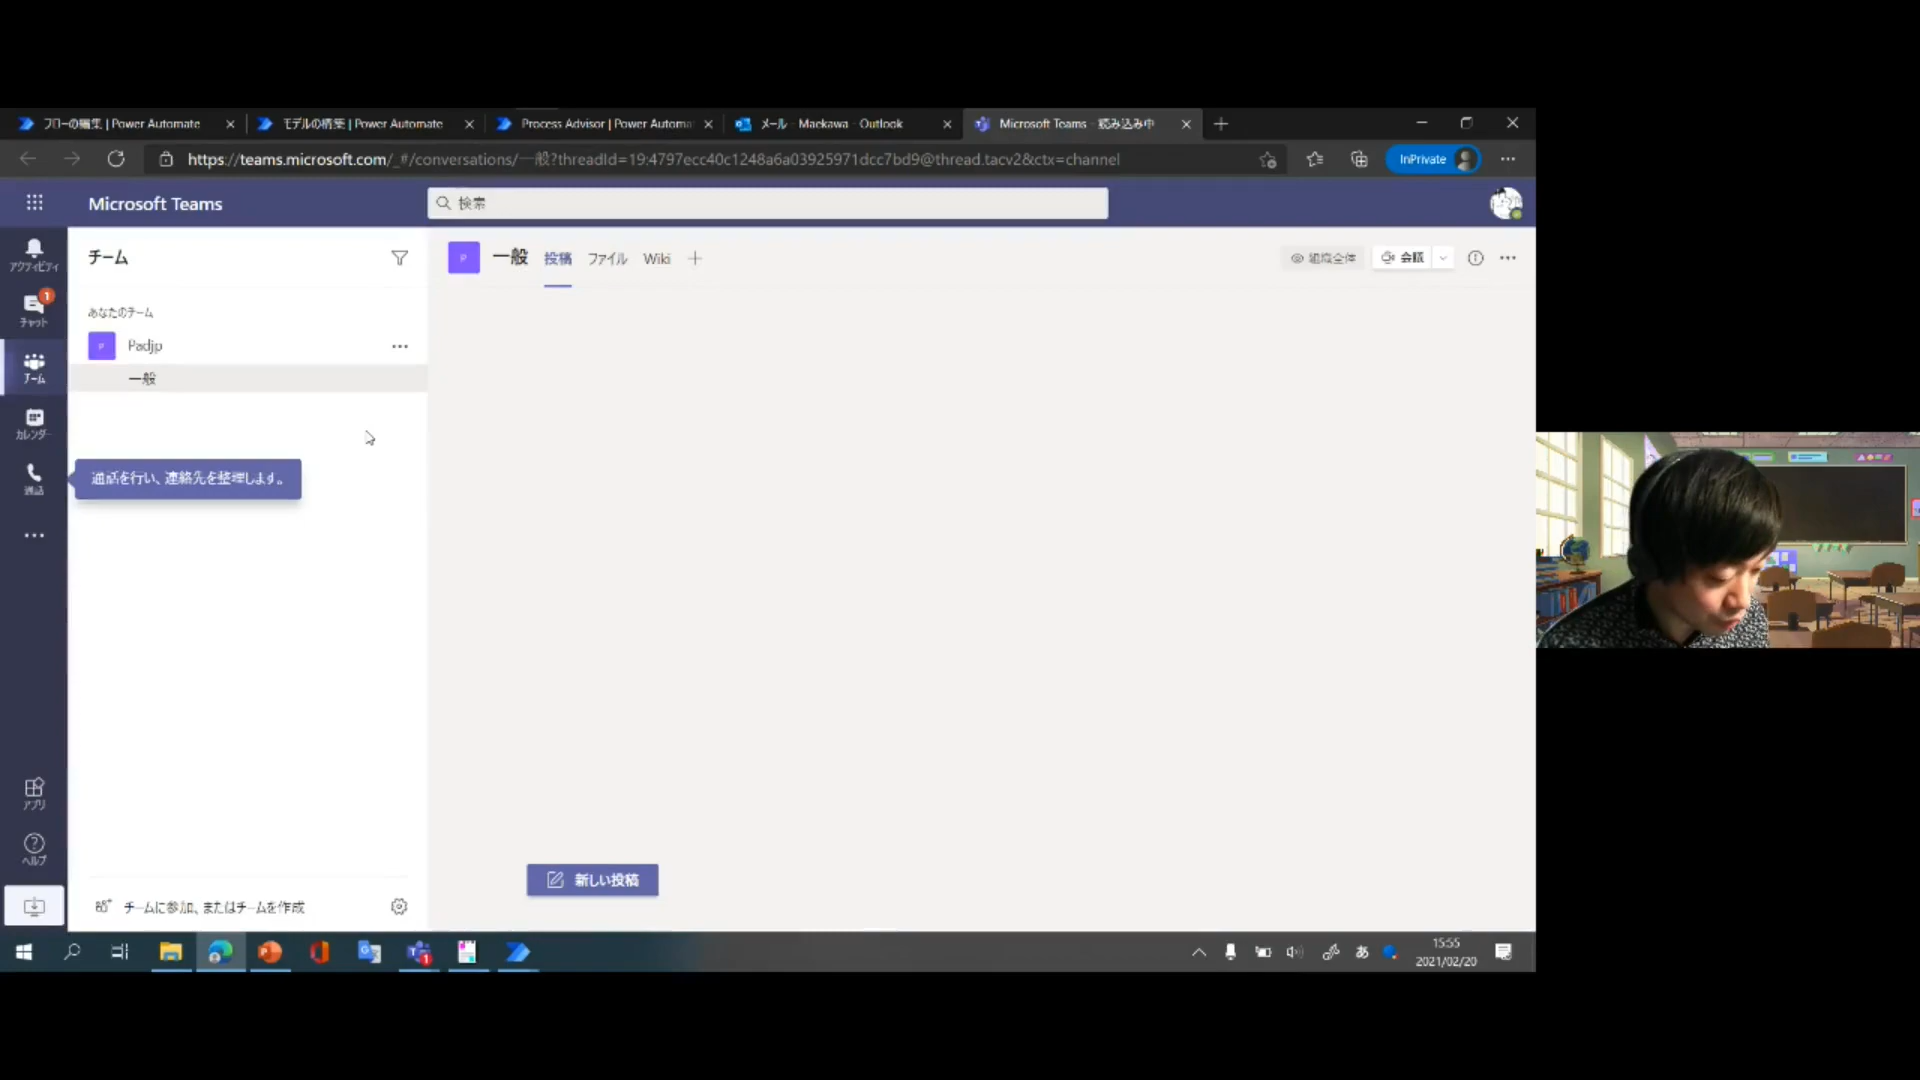 フローの編集 | Power Automate
モデルの構築 | Power Automate
Process Advisor | Power Automa
メール - Maekawa - Outlook
Microsoft Teams - 読み込み中
https://teams.microsoft.com/_#/conversations/一般?threadId=19:4797ecc40c1248a6a03925971dcc7bd9@thread.tacv2&ctx=channel
InPrivate
Microsoft Teams
検索
アクティビティ
チーム
P
一般
投稿
ファイル
Wiki
組織全体
会議
1
チャット
あなたのチーム
P
Padjp
チーム
一般
カレンダー
通話
通話を行い、連絡先を整理します。
アプリ
ヘルプ
新しい投稿
チームに参加、またはチームを作成
1
あ
15:55
2021/02/20